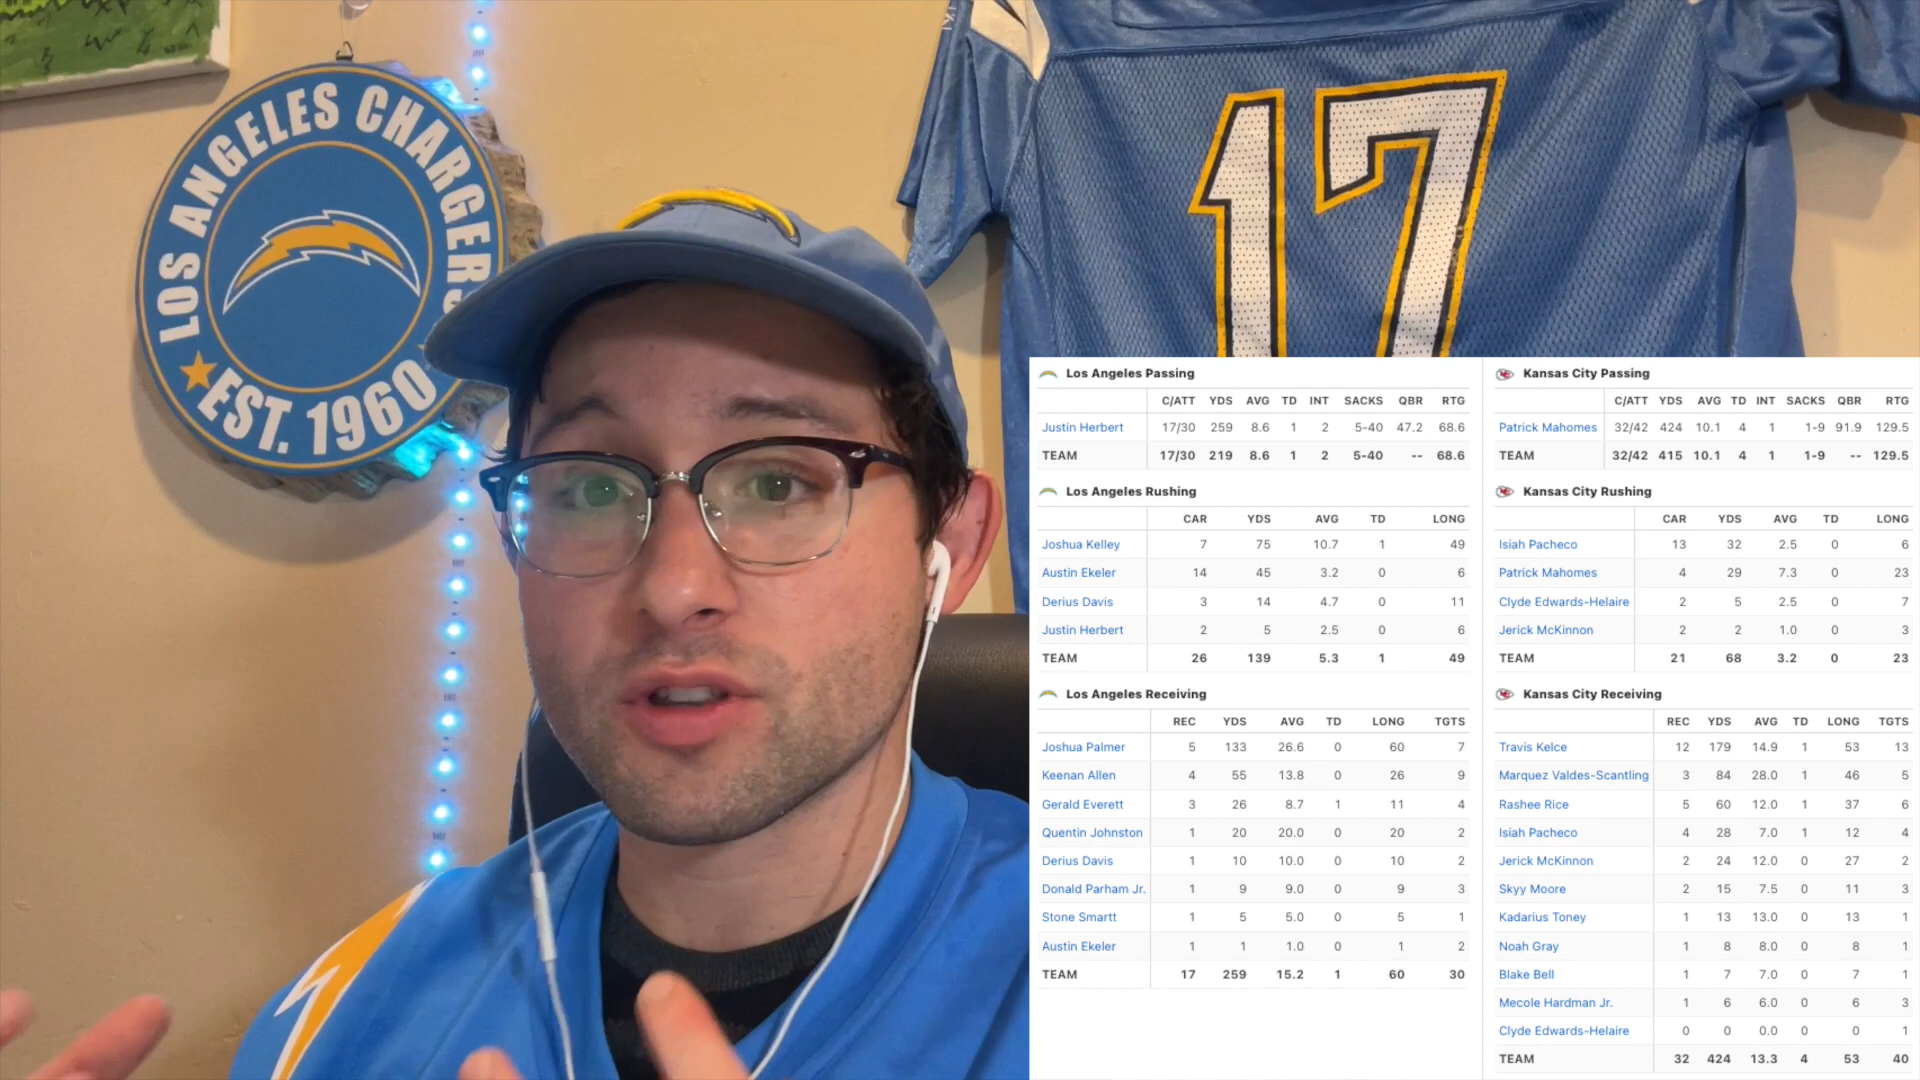 LOS ANGELES CHARGERS
EST. 1960
17
Los Angeles Passing
C/ATT YDS AVG TD INT SACKS QBR RTG
Justin Herbert 17/30 259 8.6 1 2 5-40 47.2 68.6
TEAM 17/30 219 8.6 1 2 5-40 -- 68.6
Los Angeles Rushing
CAR YDS AVG TD LONG
Joshua Kelley 7 75 10.7 1 49
Austin Ekeler 14 45 3.2 0 6
Derius Davis 3 14 4.7 0 11
Justin Herbert 2 5 2.5 0 6
TEAM 26 139 5.3 1 49
Los Angeles Receiving
REC YDS AVG TD LONG TGTS
Joshua Palmer 5 133 26.6 0 60 7
Keenan Allen 4 55 13.8 0 26 9
Gerald Everett 3 26 8.7 1 11 4
Quentin Johnston 1 20 20.0 0 20 2
Derius Davis 1 10 10.0 0 10 2
Donald Parham Jr. 1 9 9.0 0 9 3
Stone Smartt 1 5 5.0 0 5 1
Austin Ekeler 1 1 1.0 0 1 2
TEAM 17 259 15.2 1 60 30
Kansas City Passing
C/ATT YDS AVG TD INT SACKS QBR RTG
Patrick Mahomes 32/42 424 10.1 4 1 1-9 91.9 129.5
TEAM 32/42 415 10.1 4 1 1-9 -- 129.5
Kansas City Rushing
CAR YDS AVG TD LONG
Isiah Pacheco 13 32 2.5 0 6
Patrick Mahomes 4 29 7.3 0 23
Clyde Edwards-Helaire 2 5 2.5 0 7
Jerick McKinnon 2 2 1.0 0 3
TEAM 21 68 3.2 0 23
Kansas City Receiving
REC YDS AVG TD LONG TGTS
Travis Kelce 12 179 14.9 1 53 13
Marquez Valdes-Scantling 3 84 28.0 1 46 5
Rashee Rice 5 60 12.0 1 37 6
Isiah Pacheco 4 28 7.0 1 12 4
Jerick McKinnon 2 24 12.0 0 27 2
Skyy Moore 2 15 7.5 0 11 3
Kadarius Toney 1 13 13.0 0 13 1
Noah Gray 1 8 8.0 0 8 1
Blake Bell 1 7 7.0 0 7 1
Mecole Hardman Jr. 1 6 6.0 0 6 3
Clyde Edwards-Helaire 0 0 0.0 0 0 1
TEAM 32 424 13.3 4 53 40